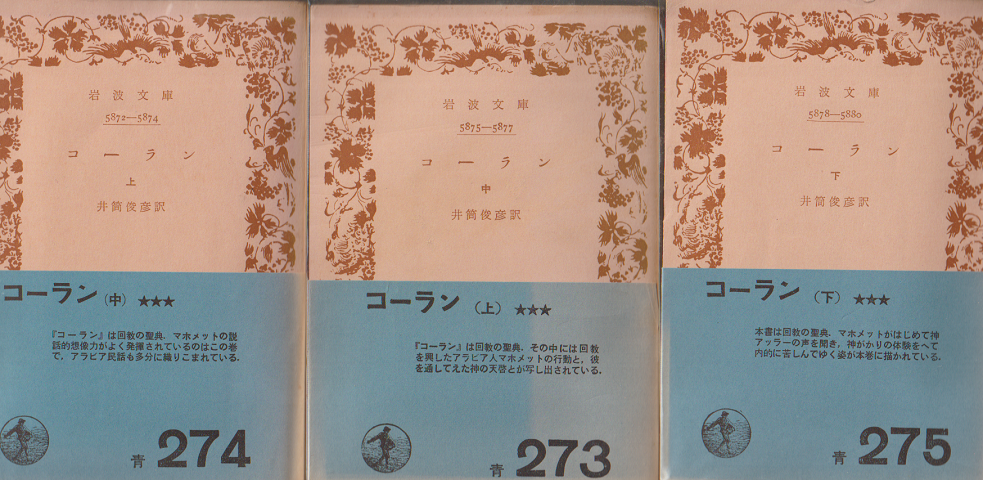 岩波文庫
5872—5874
コーラン
上
井筒俊彦訳
コーラン（中）★★★
『コーラン』は回教の聖典．マホメットの説
話的想像力がよく発揮されているのはこの巻
で，アラビア民話も多分に織りこまれている．
青 274
岩波文庫
5875—5877
コーラン
中
井筒俊彦訳
コーラン（上）★★★
『コーラン』は回教の聖典．その中には回教
を興したアラビア人マホメットの行動と，彼
を通してえた神の天啓とが写し出されている．
青 273
岩波文庫
5878—5880
コーラン
下
井筒俊彦訳
コーラン（下）★★★
本書は回教の聖典．マホメットがはじめて神
アッラーの声を聞き，神がかりの体験をへて
内的に苦しんでゆく姿が本巻に描かれている．
青 275